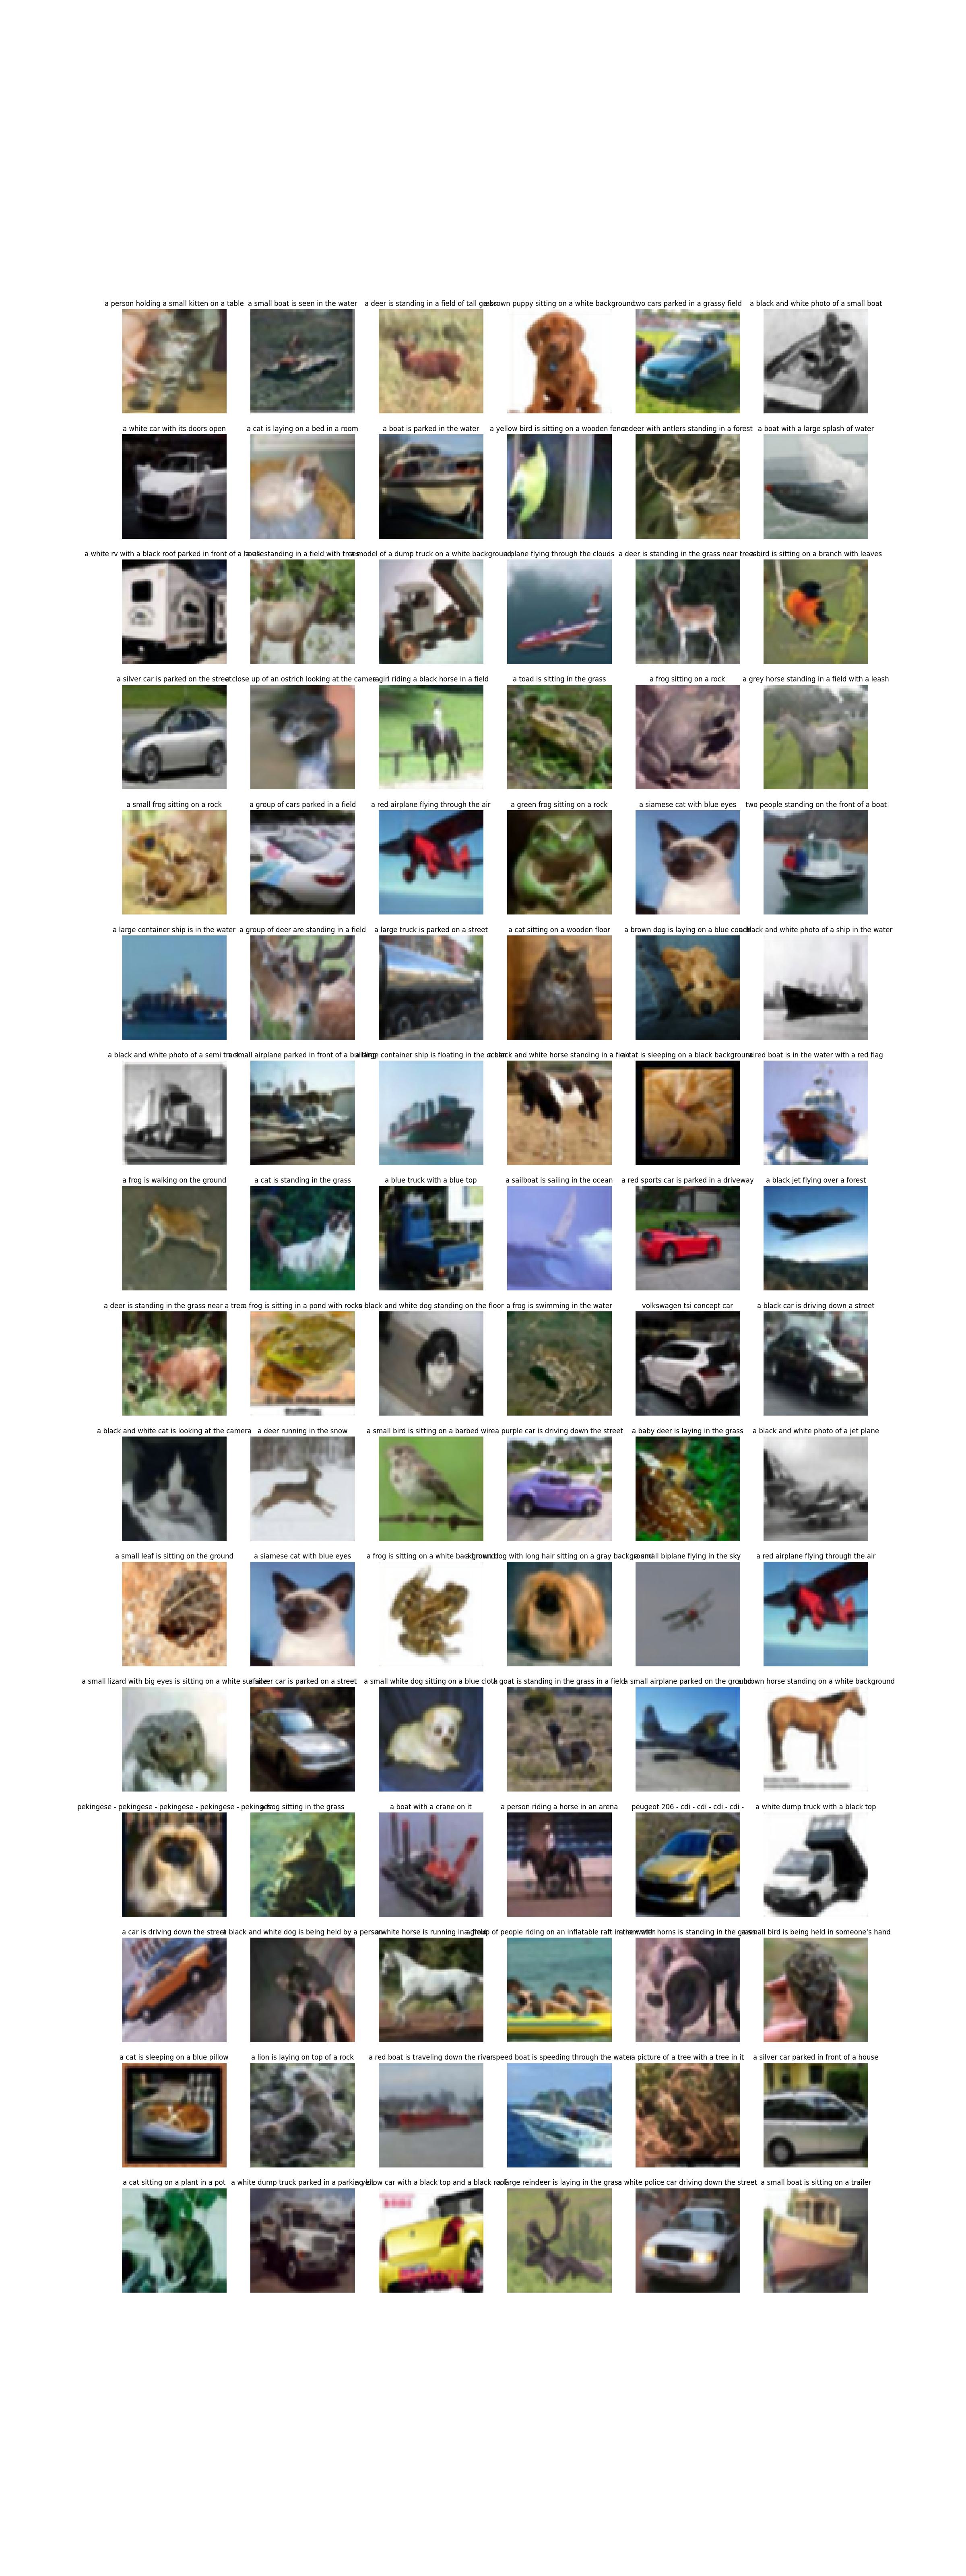 a person holding a small kitten on a table
a small boat is seen in the water
a deer is standing in a field of tall grass
brown puppy sitting on a white background
two cars parked in a grassy field
a black and white photo of a small boat
a white car with its doors open
a cat is laying on a bed in a room
a boat is parked in the water
a yellow bird is sitting on a wooden fence
deer with antlers standing in a forest
a boat with a large splash of water
a white rv with a black roof parked in front of a
standing in a field with trees
model of a dump truck on a white background
plane flying through the clouds
a deer is standing in the grass near trees
bird is sitting on a branch with leaves
a silver car is parked on the street
close up of an ostrich looking at the camera
girl riding a black horse in a field
a toad is sitting in the grass
a frog sitting on a rock
a grey horse standing in a field with a leash
a small frog sitting on a rock
a group of cars parked in a field
a red airplane flying through the air
a green frog sitting on a rock
a siamese cat with blue eyes
two people standing on the front of a boat
a large container ship is in the water
a group of deer are standing in a field
a large truck is parked on a street
a cat sitting on a wooden floor
a brown dog is laying on a blue couch
black and white photo of a ship in the water
a black and white photo of a semi truck
small airplane parked in front of a building
large container ship is floating in the ocean
black and white horse standing in a field
cat is sleeping on a black background
red boat is in the water with a red flag
a frog is walking on the ground
a cat is standing in the grass
a blue truck with a blue top
a sailboat is sailing in the ocean
a red sports car is parked in a driveway
a black jet flying over a forest
a deer is standing in the grass near a tree
frog is sitting in a pond with rocks
black and white dog standing on the floor
a frog is swimming in the water
volkswagen tsi concept car
a black car is driving down a street
a black and white cat is looking at the camera
a deer running in the snow
a small bird is sitting on a barbed wire
a purple car is driving down the street
a baby deer is laying in the grass
a black and white photo of a jet plane
a small leaf is sitting on the ground
a siamese cat with blue eyes
a frog is sitting on a white background
brown dog with long hair sitting on a gray background
small biplane flying in the sky
a red airplane flying through the air
a small lizard with big eyes is sitting on a white surface
silver car is parked on a street
a small white dog sitting on a blue cloth
goat is standing in the grass in a field
a small airplane parked on the ground
brown horse standing on a white background
pekingese - pekingese - pekingese - pekingese - pekingese
frog sitting in the grass
a boat with a crane on it
a person riding a horse in an arena
peugeot 206 - cdi - cdi - cdi - cdi -
a white dump truck with a black top
a car is driving down the street
black and white dog is being held by a person
white horse is running in a field
group of people riding on an inflatable raft in the water
with horns is standing in the grass
small bird is being held in someone's hand
a cat is sleeping on a blue pillow
a lion is laying on top of a rock
a red boat is traveling down the river
speed boat is speeding through the water
a picture of a tree with a tree in it
a silver car parked in front of a house
a cat sitting on a plant in a pot
a white dump truck parked in a parking lot
yellow car with a black top and a black roof
large reindeer is laying in the grass
white police car driving down the street
a small boat is sitting on a trailer